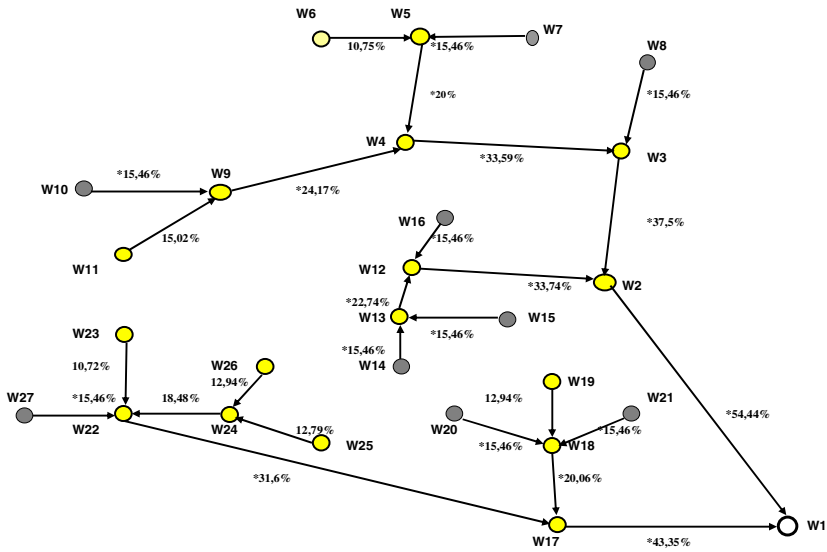 W6
W5
W7
10,75%
*15,46%
W8
*20%
*15,46%
W4
*33,59%
W3
W9
*15,46%
W10
*24,17%
15,02%
W11
*37,5%
W16
*15,46%
W12
*33,74%
W2
*22,74%
W13
*15,46%
W15
*15,46%
W14
W23
10,72%
W26
12,94%
W27
*15,46%
18,48%
W22
W24
12,79%
W25
W19
12,94%
W21
W20
*15,46%
W18
*15,46%
*54,44%
*31,6%
*20,06%
W17
*43,35%
W1